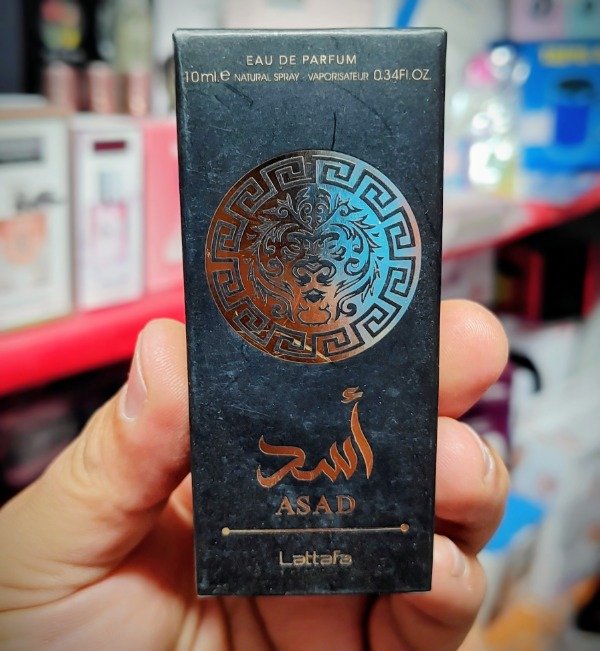 EAU DE PARFUM
10ml.e NATURAL SPRAY VAPORISATEUR 0.34FL.OZ.
أسد
ASAD
Lattafa